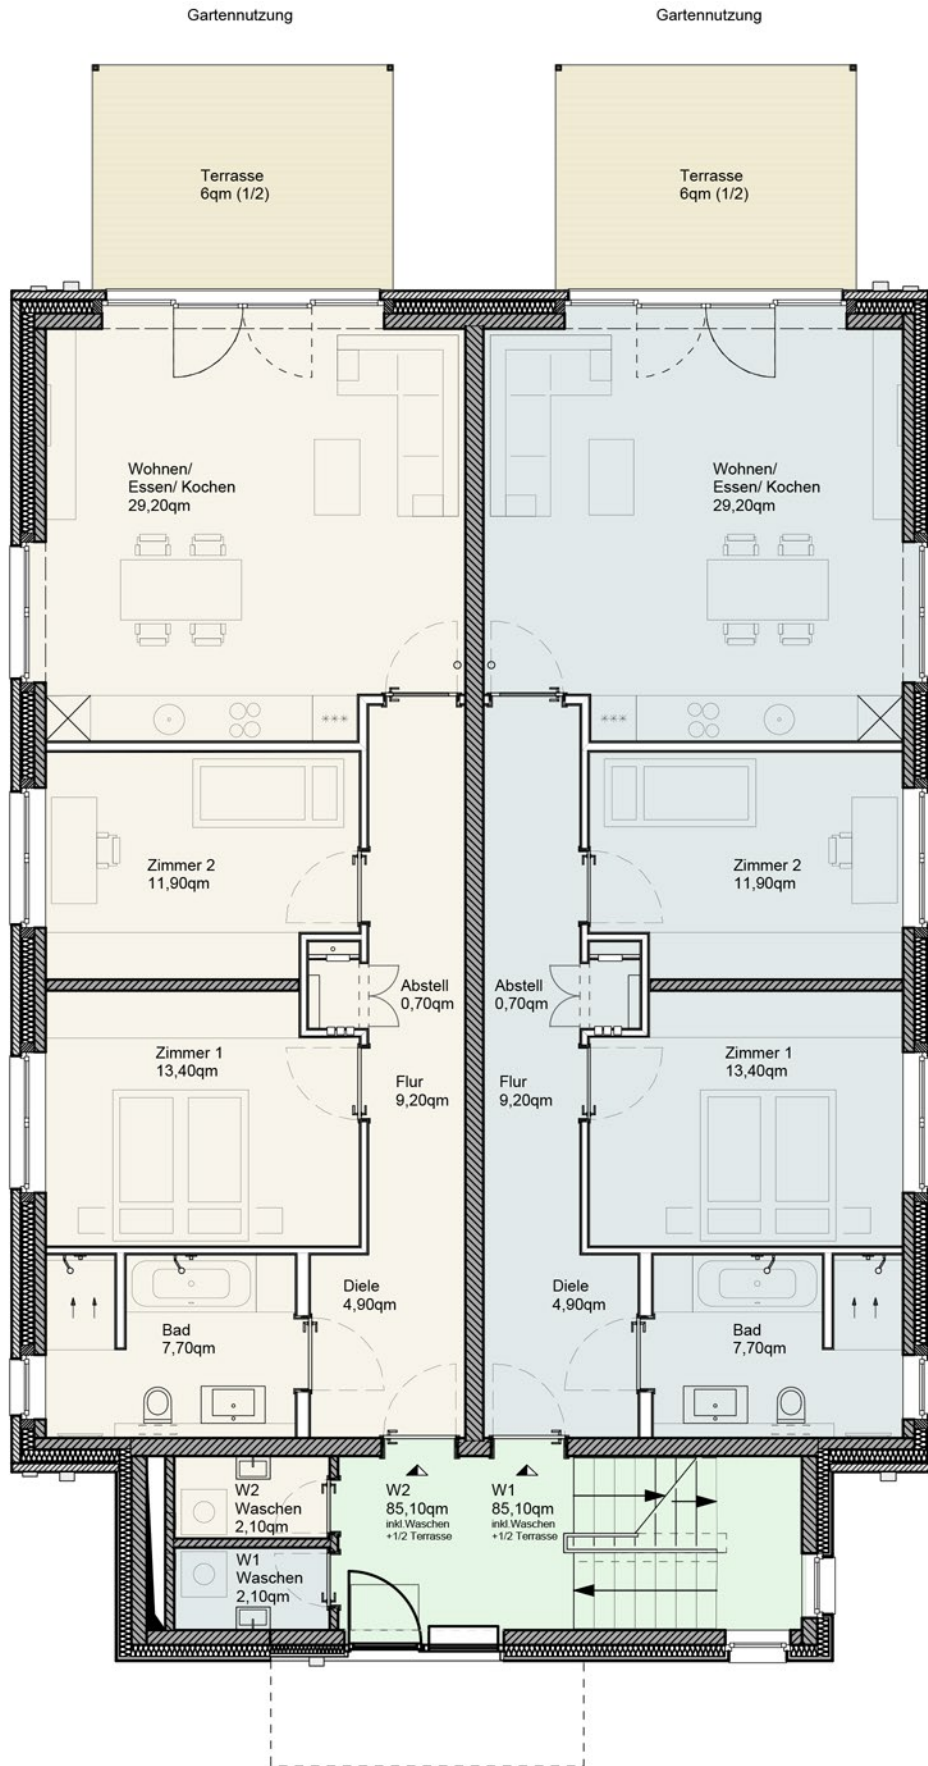 Gartennutzung
Gartennutzung
Terrasse
6qm (1/2)
Terrasse
6qm (1/2)
Wohnen/
Essen/ Kochen
29,20qm
Wohnen/
Essen/ Kochen
29,20qm
***
***
Zimmer 2
11,90qm
Zimmer 2
11,90qm
Abstell
0,70qm
Abstell
0,70qm
Zimmer 1
13,40qm
Zimmer 1
13,40qm
Flur
9,20qm
Flur
9,20qm
Diele
4,90qm
Diele
4,90qm
Bad
7,70qm
Bad
7,70qm
W2
Waschen
2,10qm
W2
85,10qm
inkl.Waschen
+1/2 Terrasse
W1
85,10qm
inkl.Waschen
+1/2 Terrasse
W1
Waschen
2,10qm